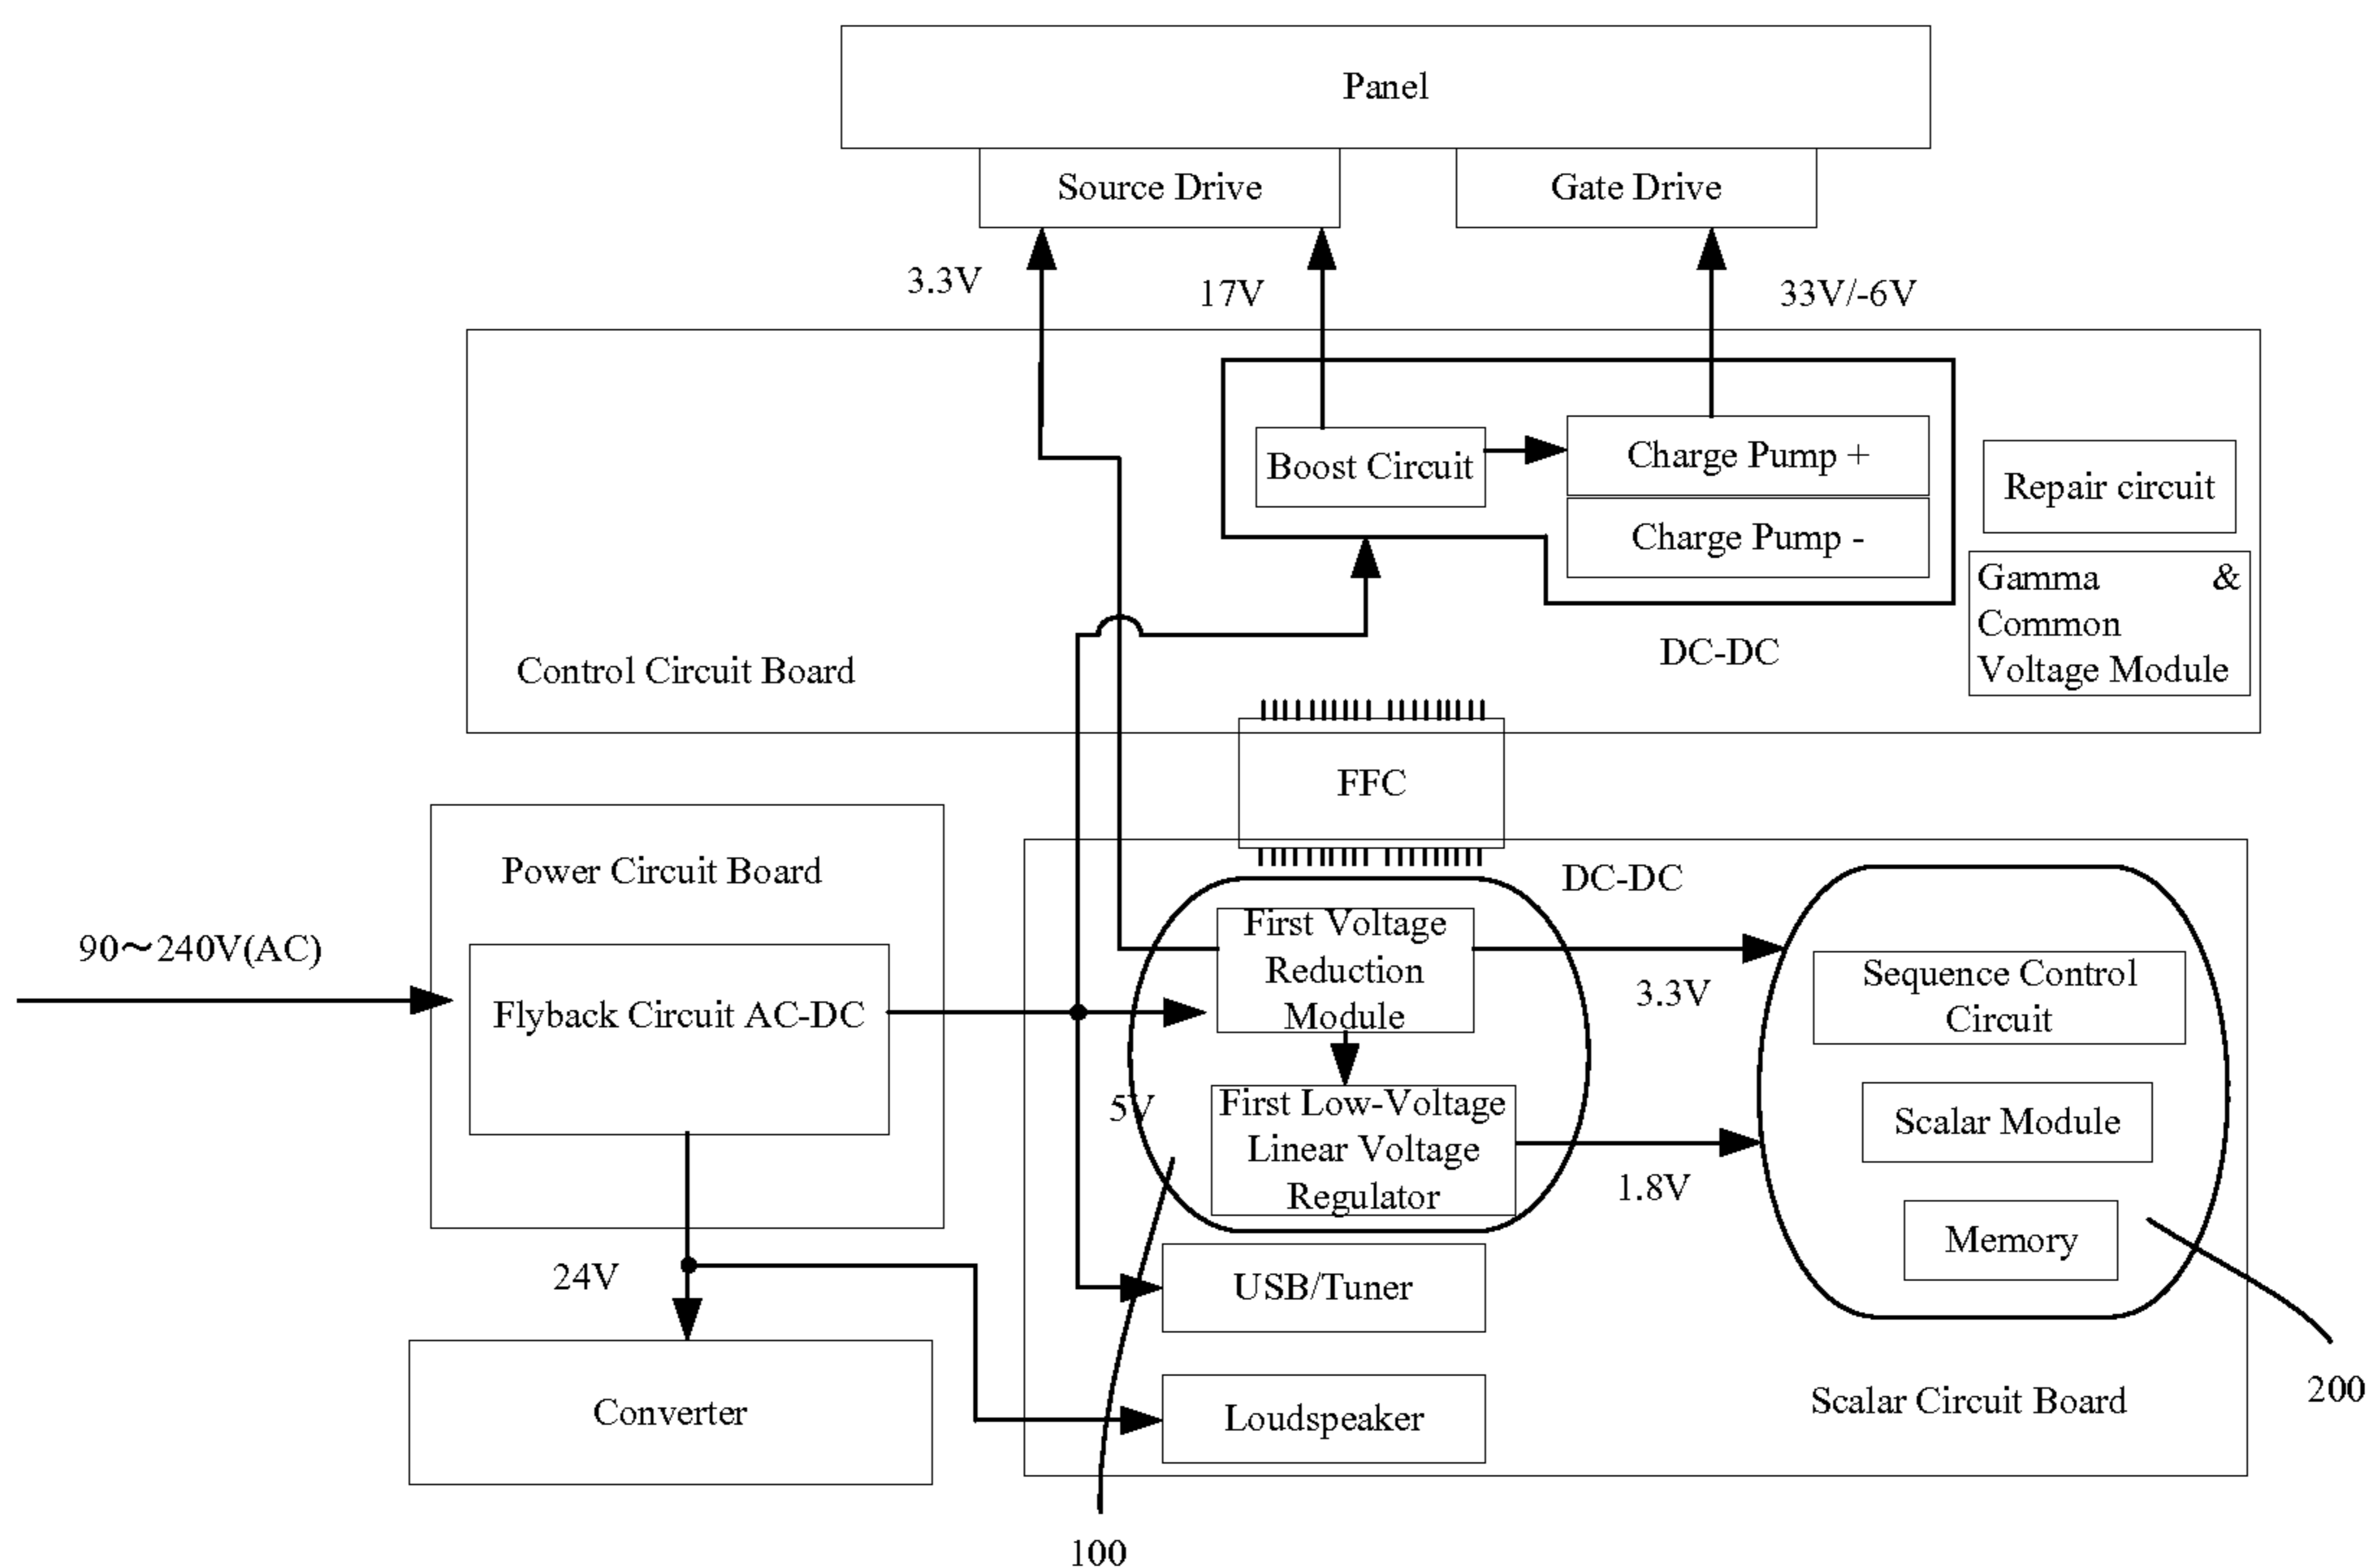 Panel
Source Drive
Gate Drive
3.3V
17V
33V/-6V
Boost Circuit
Charge Pump +
Charge Pump -
Repair circuit
Gamma &
Common
Voltage Module
DC-DC
Control Circuit Board
FFC
Power Circuit Board
90～240V(AC)
Flyback Circuit AC-DC
DC-DC
First Voltage
Reduction
Module
3.3V
Sequence Control
Circuit
5V
First Low-Voltage
Linear Voltage
Regulator
1.8V
Scalar Module
Memory
24V
USB/Tuner
Converter
Loudspeaker
Scalar Circuit Board
200
100